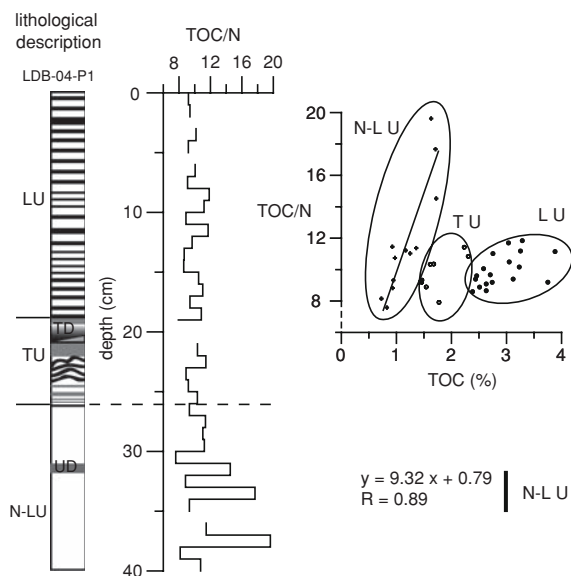 lithological
description
LDB-04-P1
LU
TD
TU
UD
N-LU
TOC/N
8 12 16 20
0
10
20
30
40
depth (cm)
20
16
12
8
TOC/N
N-L U
T U
L U
0 1 2 3 4
TOC (%)
y = 9.32 x + 0.79
R = 0.89
N-L U